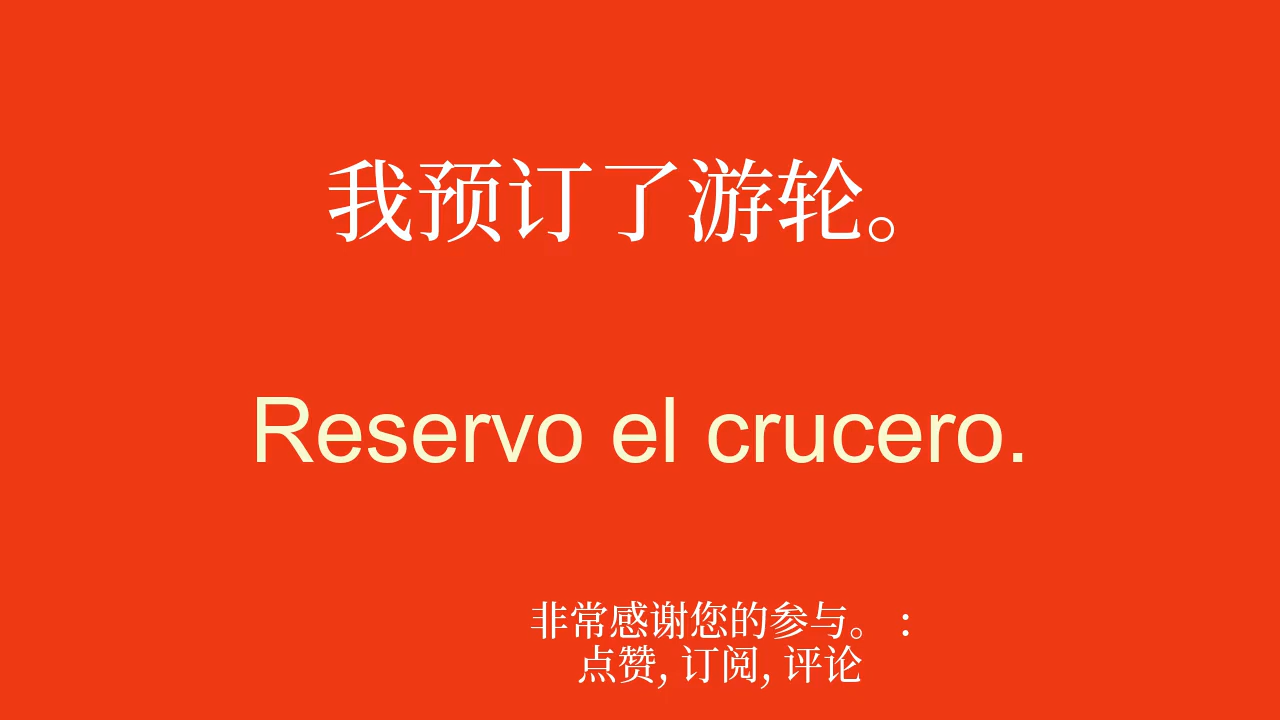 我预订了游轮。
Reservo el crucero.
非常感谢您的参与。 :
点赞, 订阅, 评论